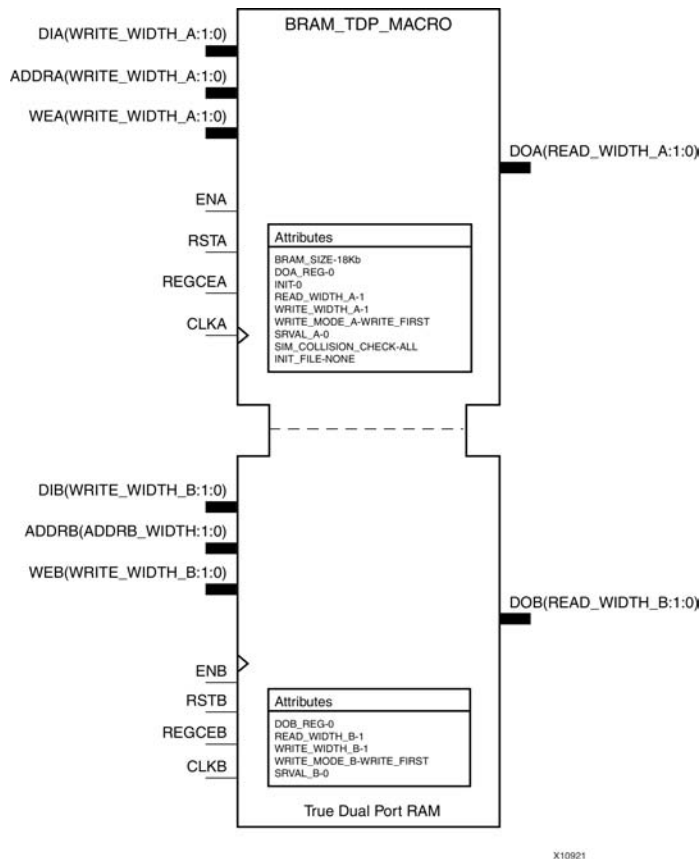 BRAM_TDP_MACRO
DIA(WRITE_WIDTH_A:1:0)
ADDRA(WRITE_WIDTH_A:1:0)
WEA(WRITE_WIDTH_A:1:0)
DOA(READ_WIDTH_A:1:0)
ENA
RSTA
REGCEA
CLKA
Attributes
BRAM_SIZE-18Kb
DOA_REG-0
INIT-0
READ_WIDTH_A-1
WRITE_WIDTH_A-1
WRITE_MODE_A-WRITE_FIRST
SRVAL_A-0
SIM_COLLISION_CHECK-ALL
INIT_FILE-NONE
DIB(WRITE_WIDTH_B:1:0)
ADDRB(ADDRB_WIDTH:1:0)
WEB(WRITE_WIDTH_B:1:0)
DOB(READ_WIDTH_B:1:0)
ENB
RSTB
REGCEB
CLKB
Attributes
DOB_REG-0
READ_WIDTH_B-1
WRITE_WIDTH_B-1
WRITE_MODE_B-WRITE_FIRST
SRVAL_B-0
True Dual Port RAM
X10921